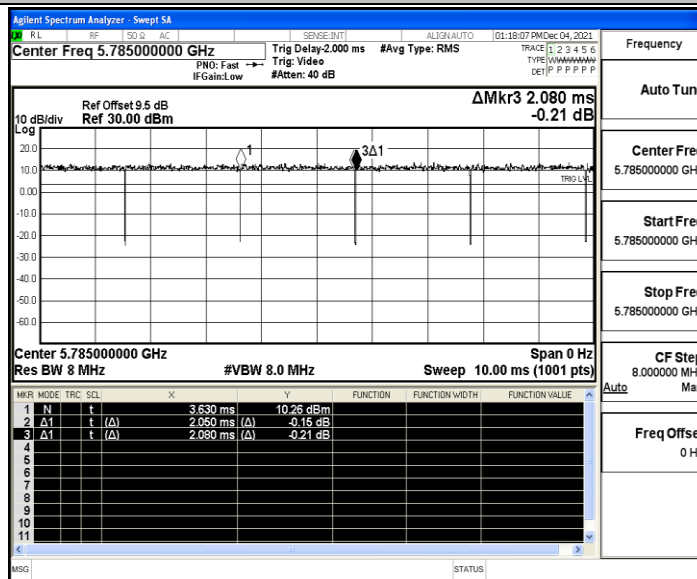 Agilent Spectrum Analyzer - Swept SA
RL RF 50 Ω AC SENSE:INT ALIGN AUTO 01:18:07 PM Dec 04, 2021
Center Freq 5.785000000 GHz
PNO: Fast
IFGain:Low
Trig Delay-2.000 ms
Trig: Video
#Atten: 40 dB
#Avg Type: RMS
TRACE 1 2 3 4 5 6
TYPE WWWWWW
DET P P P P P P
Ref Offset 9.5 dB
Ref 30.00 dBm
10 dB/div
Log
ΔMkr3 2.080 ms
-0.21 dB
20.0
10.0
0.00
-10.0
-20.0
-30.0
-40.0
-50.0
-60.0
1
3Δ1
TRIG LVL
Center 5.785000000 GHz
Span 0 Hz
Res BW 8 MHz
#VBW 8.0 MHz
Sweep 10.00 ms (1001 pts)
MKR MODE TRC SCL X Y FUNCTION FUNCTION WIDTH FUNCTION VALUE
1 N t 3.630 ms 10.26 dBm
2 Δ1 t (Δ) 2.050 ms (Δ) -0.15 dB
3 Δ1 t (Δ) 2.080 ms (Δ) -0.21 dB
4
5
6
7
8
9
10
11
MSG
STATUS
Frequency
Auto Tun
Center Fre
5.785000000 GH
Start Fre
5.785000000 GH
Stop Fre
5.785000000 GH
CF Step
8.000000 MH
Auto Ma
Freq Offse
0 H